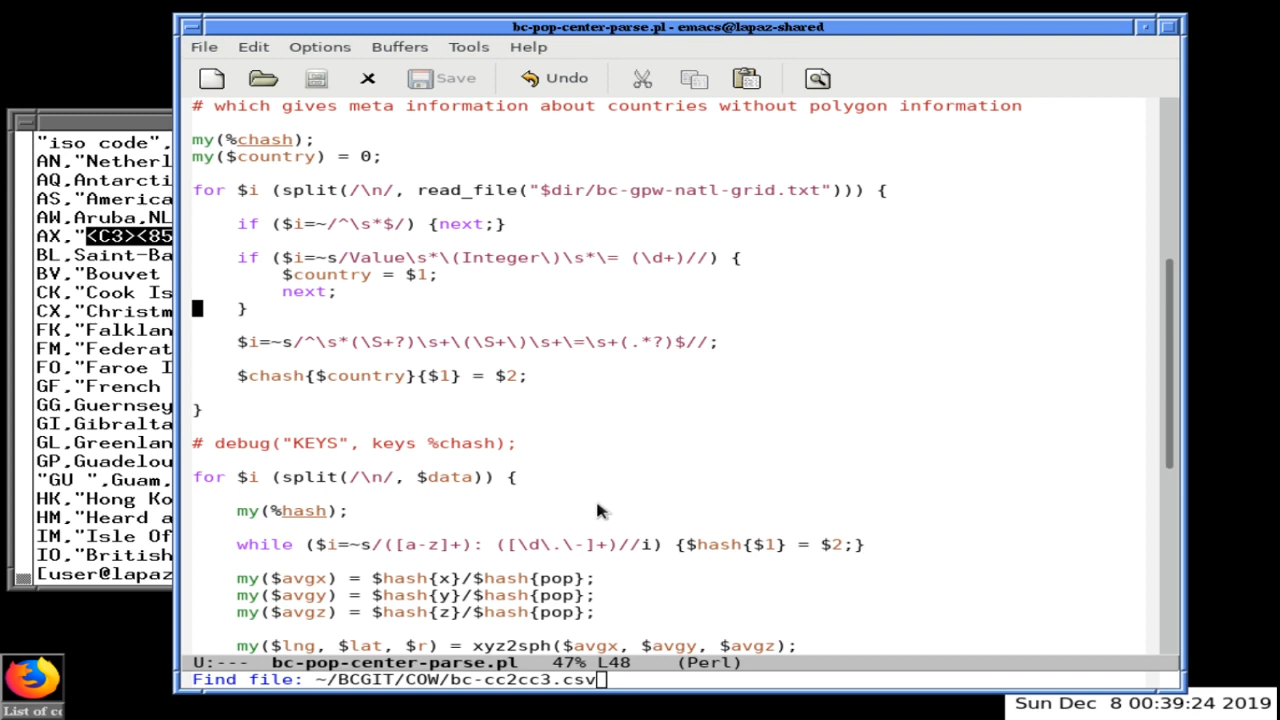 bc-pop-center-parse.pl - emacs@lapaz-shared
File Edit Options Buffers Tools Help
Save Undo
# which gives meta information about countries without polygon information
my(%chash);
my($country) = 0;
for $i (split(/\n/, read_file("$dir/bc-gpw-natl-grid.txt"))) {
if ($i=~/^\s*$/) {next;}
if ($i=~s/Value\s*\(Integer\)\s*\= (\d+)//) {
$country = $1;
next;
}
$i=~s/^\s*(\S+?)\s+\(\S+\)\s+\=\s+(.*?)$//;
$chash{$country}{$1} = $2;
}
# debug("KEYS", keys %chash);
for $i (split(/\n/, $data)) {
my(%hash);
while ($i=~s/([a-z]+): ([\d\.\-]+)//i) {$hash{$1} = $2;}
my($avgx) = $hash{x}/$hash{pop};
my($avgy) = $hash{y}/$hash{pop};
my($avgz) = $hash{z}/$hash{pop};
my($lng, $lat, $r) = xyz2sph($avgx, $avgy, $avgz);
U:--- bc-pop-center-parse.pl 47% L48 (Perl)
Find file: ~/BCGIT/COW/bc-cc2cc3.csv
"iso code",
AN,"Netherl
AQ,Antarcti
AS,"America
AW,Aruba,NL
AX,"<C3><85
BL,Saint-Ba
BV,"Bouvet
CK,"Cook Is
CX,"Christm
FK,"Falklan
FM,"Federat
FO,"Faroe I
GF,"French
GG,Guernsey
GI,Gibralta
GL,Greenlan
GP,Guadelou
"GU ",Guam,
HK,"Hong Ko
HM,"Heard a
IM,"Isle Of
IO,"British
[user@lapaz
List of co
Sun Dec 8 00:39:24 2019